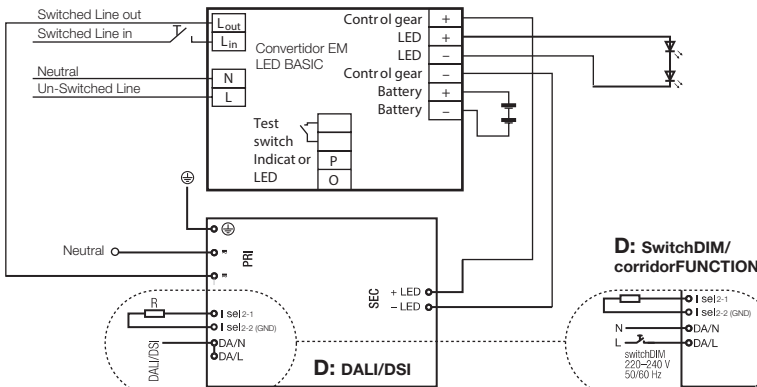 Switched Line out
Switched Line in
Neutral
Un-Switched Line
Lout
Lin
N
L
Convertidor EM
LED BASIC
Test
switch
Indicat or
LED
P
O
Control gear +
LED +
LED –
Control gear –
Battery +
Battery –
Neutral
PRI
SEC
+ LED
– LED
R
I sel2-1
I sel2-2 (GND)
DA/N
DA/L
DALI/DSI
D: DALI/DSI
D: SwitchDIM/
corridorFUNCTION
I sel2-1
I sel2-2 (GND)
N
DA/N
L
DA/L
switchDIM
220–240 V
50/60 Hz